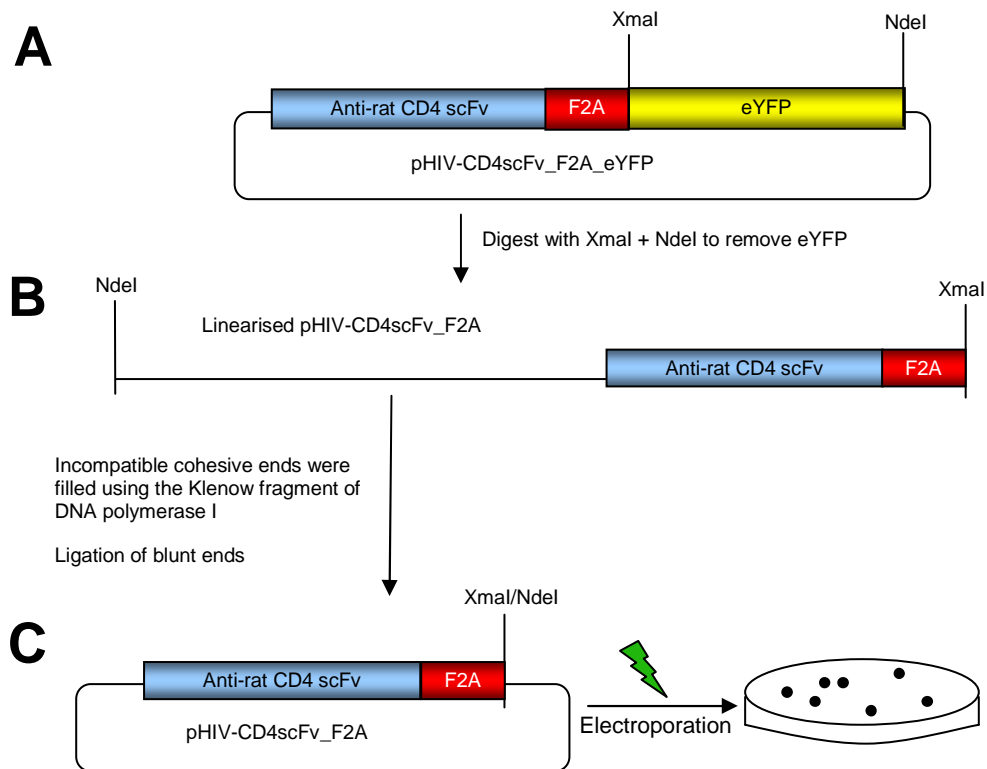 A
XmaI
NdeI
Anti-rat CD4 scFv
F2A
eYFP
pHIV-CD4scFv_F2A_eYFP
Digest with XmaI + NdeI to remove eYFP
B
NdeI
XmaI
Linearised pHIV-CD4scFv_F2A
Anti-rat CD4 scFv
F2A
Incompatible cohesive ends were
filled using the Klenow fragment of
DNA polymerase I
Ligation of blunt ends
C
XmaI/NdeI
Anti-rat CD4 scFv
F2A
pHIV-CD4scFv_F2A
Electroporation